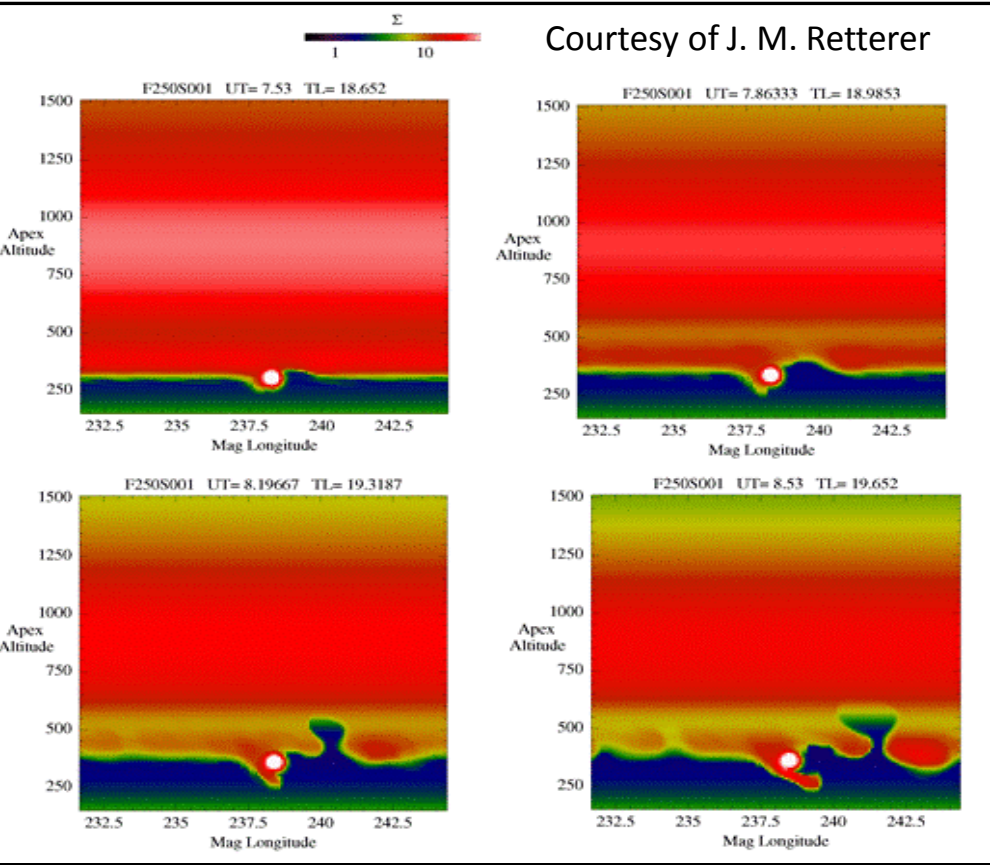 Σ
Courtesy of J. M. Retterer
1 10
F250S001 UT= 7.53 TL= 18.652
1500
1250
1000
Apex
Altitude
750
500
250
232.5 235 237.5 240 242.5
Mag Longitude
F250S001 UT= 7.86333 TL= 18.9853
1500
1250
1000
Apex
Altitude
750
500
250
232.5 235 237.5 240 242.5
Mag Longitude
F250S001 UT= 8.19667 TL= 19.3187
1500
1250
1000
Apex
Altitude
750
500
250
232.5 235 237.5 240 242.5
Mag Longitude
F250S001 UT= 8.53 TL= 19.652
1500
1250
1000
Apex
Altitude
750
500
250
232.5 235 237.5 240 242.5
Mag Longitude